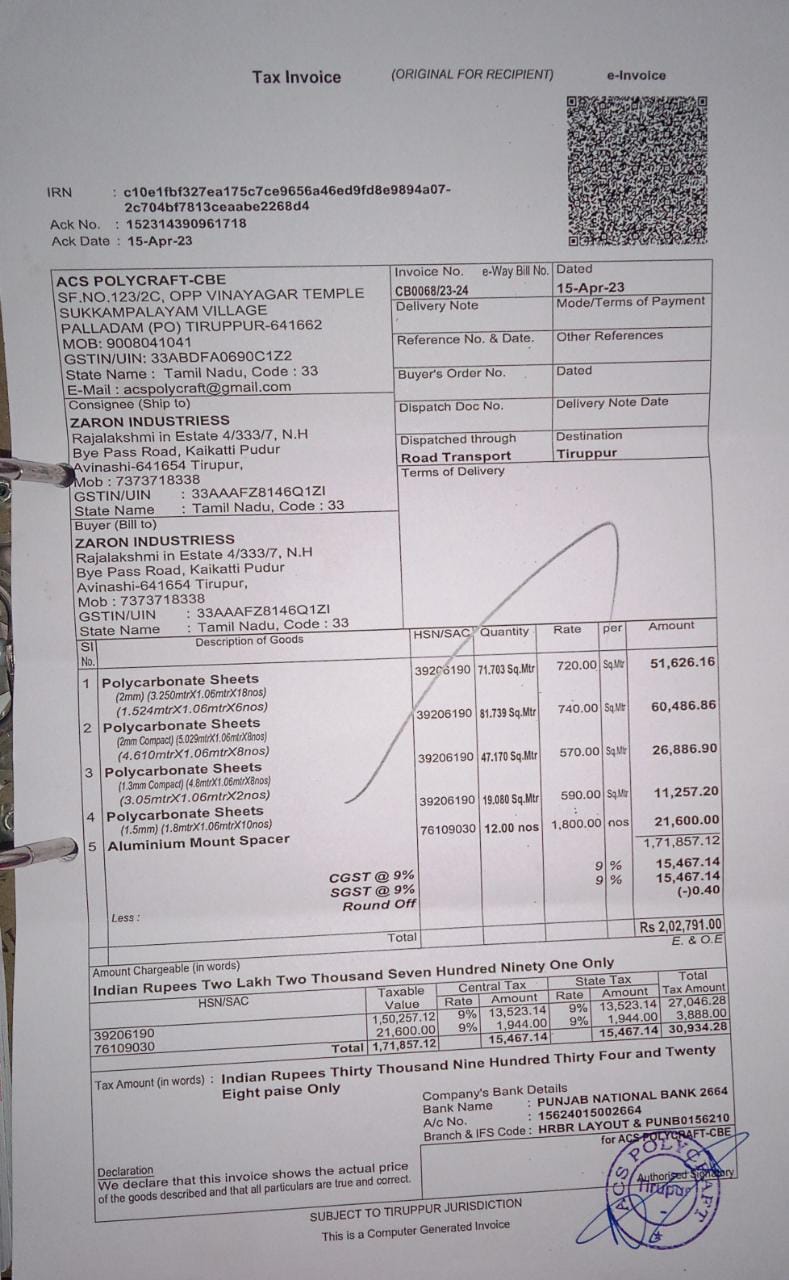 Tax Invoice (ORIGINAL FOR RECIPIENT) e-Invoice
IRN : c10e1fbf327ea175c7ce9656a46ed9fd8e9894a07-
2c704bf7813ceaabe2268d4
Ack No. : 152314390961718
Ack Date : 15-Apr-23
ACS POLYCRAFT-CBE
SF.NO.123/2C, OPP VINAYAGAR TEMPLE
SUKKAMPALAYAM VILLAGE
PALLADAM (PO) TIRUPPUR-641662
MOB: 9008041041
GSTIN/UIN: 33ABDFA0690C1Z2
State Name : Tamil Nadu, Code : 33
E-Mail : acspolycraft@gmail.com
Invoice No. e-Way Bill No. Dated
CB0068/23-24 15-Apr-23
Delivery Note Mode/Terms of Payment
Reference No. & Date. Other References
Buyer's Order No. Dated
Dispatch Doc No. Delivery Note Date
Dispatched through Destination
Road Transport Tiruppur
Terms of Delivery
Consignee (Ship to)
ZARON INDUSTRIESS
Rajalakshmi in Estate 4/333/7, N.H
Bye Pass Road, Kaikatti Pudur
Avinashi-641654 Tirupur,
Mob : 7373718338
GSTIN/UIN : 33AAAFZ8146Q1ZI
State Name : Tamil Nadu, Code : 33
Buyer (Bill to)
ZARON INDUSTRIESS
Rajalakshmi in Estate 4/333/7, N.H
Bye Pass Road, Kaikatti Pudur
Avinashi-641654 Tirupur,
Mob : 7373718338
GSTIN/UIN : 33AAAFZ8146Q1ZI
State Name : Tamil Nadu, Code : 33
Sl No. Description of Goods HSN/SAC Quantity Rate per Amount
1 Polycarbonate Sheets 39206190 71.703 Sq.Mtr 720.00 Sq.Mtr 51,626.16
(2mm) (3.250mtrX1.06mtrX18nos)
(1.524mtrX1.06mtrX6nos)
2 Polycarbonate Sheets 39206190 81.739 Sq.Mtr 740.00 Sq.Mtr 60,486.86
(2mm Compact) (5.029mtrX1.06mtrX8nos)
(4.610mtrX1.06mtrX8nos)
3 Polycarbonate Sheets 39206190 47.170 Sq.Mtr 570.00 Sq.Mtr 26,886.90
(1.3mm Compact) (4.8mtrX1.06mtrX8nos)
(3.05mtrX1.06mtrX2nos)
4 Polycarbonate Sheets 39206190 19.080 Sq.Mtr 590.00 Sq.Mtr 11,257.20
(1.5mm) (1.8mtrX1.06mtrX10nos)
5 Aluminium Mount Spacer 76109030 12.00 nos 1,800.00 nos 21,600.00
1,71,857.12
CGST @ 9% 9 % 15,467.14
SGST @ 9% 9 % 15,467.14
Less : Round Off (-)0.40
Total Rs 2,02,791.00
E. & O.E
Amount Chargeable (in words)
Indian Rupees Two Lakh Two Thousand Seven Hundred Ninety One Only
HSN/SAC Taxable Value Central Tax State Tax Total Tax Amount
Rate Amount Rate Amount
39206190 1,50,257.12 9% 13,523.14 9% 13,523.14 27,046.28
76109030 21,600.00 9% 1,944.00 9% 1,944.00 3,888.00
Total 1,71,857.12 15,467.14 15,467.14 30,934.28
Tax Amount (in words) : Indian Rupees Thirty Thousand Nine Hundred Thirty Four and Twenty
Eight paise Only
Company's Bank Details
Bank Name : PUNJAB NATIONAL BANK 2664
A/c No. : 15624015002664
Branch & IFS Code : HRBR LAYOUT & PUNB0156210
for ACS POLYCRAFT-CBE
Declaration
We declare that this invoice shows the actual price
of the goods described and that all particulars are true and correct.
Authorised Signatory
ACS POLYCRAFT
Tirupur
SUBJECT TO TIRUPPUR JURISDICTION
This is a Computer Generated Invoice